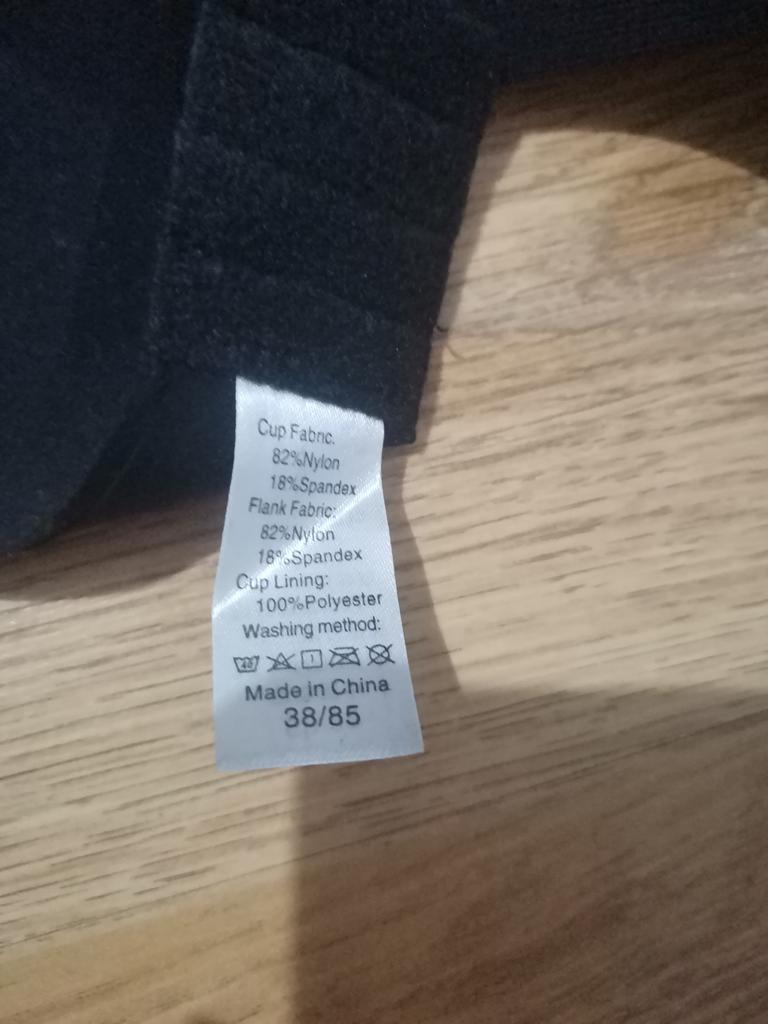 Cup Fabric:
82%Nylon
18%Spandex
Flank Fabric:
82%Nylon
18%Spandex
Cup Lining:
100%Polyester
Washing method:
40
Made in China
38/85